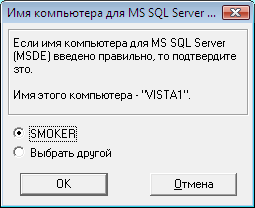 Имя компьютера для MS SQL Server ...
Если имя компьютера для MS SQL Server
(MSDE) введено правильно, то подтвердите
это.
Имя этого компьютера - "VISTA1".
SMOKER
Выбрать другой
OK
Отмена